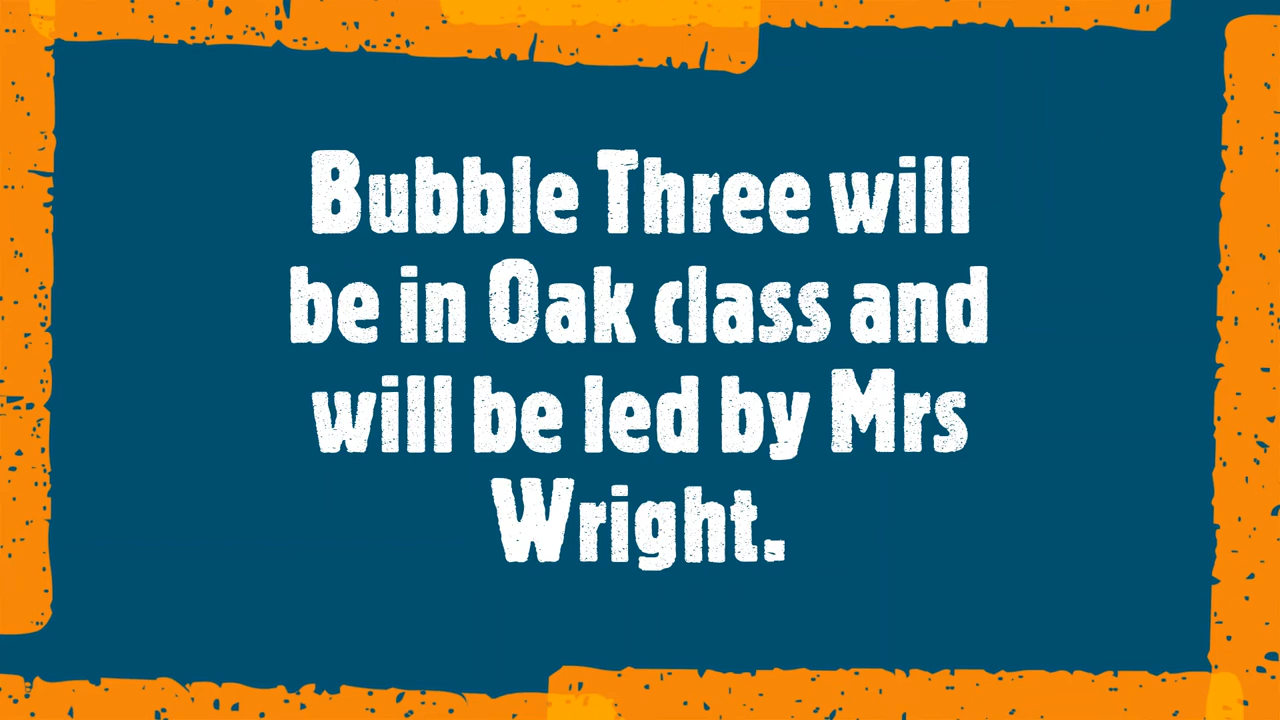 Bubble Three will
be in Oak class and
will be led by Mrs
Wright.